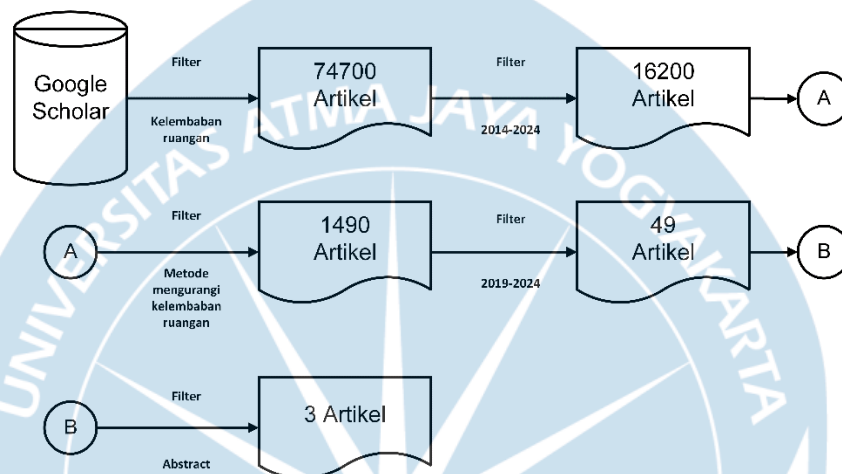 Google
Scholar
Filter
Kelembaban
ruangan
74700
Artikel
Filter
2014-2024
16200
Artikel
A
A
Filter
Metode
mengurangi
kelembaban
ruangan
1490
Artikel
Filter
2019-2024
49
Artikel
B
B
Filter
Abstract
3 Artikel
UNIVERSITAS ATMA JAYA YOGYAKARTA